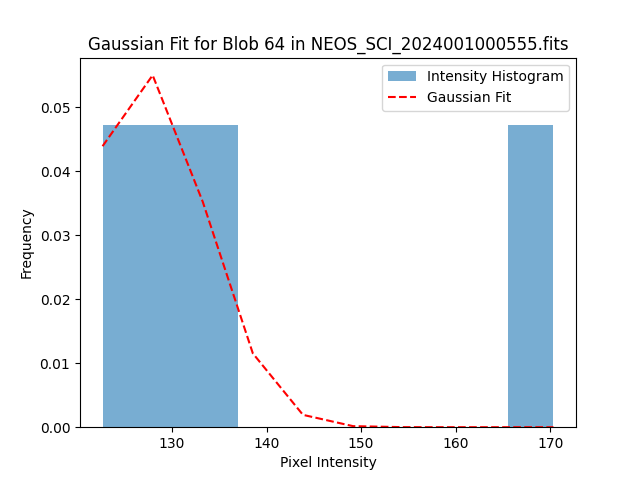 Gaussian Fit for Blob 64 in NEOS_SCI_2024001000555.fits
Intensity Histogram
Gaussian Fit
0.05
0.04
0.03
0.02
0.01
0.00
Frequency
130 140 150 160 170
Pixel Intensity